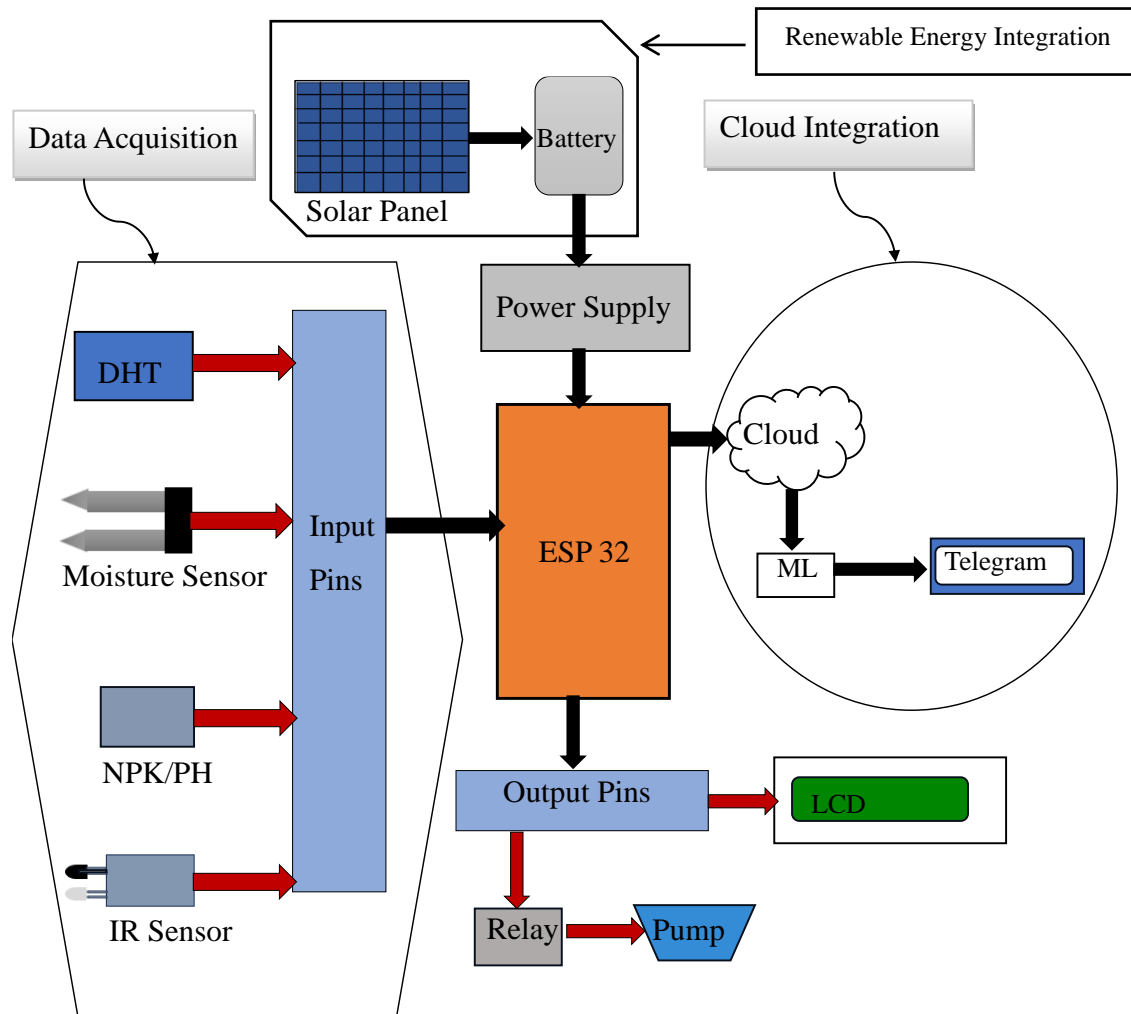 Renewable Energy Integration
Data Acquisition
Battery
Cloud Integration
Solar Panel
Power Supply
DHT
Cloud
Input
Pins
ESP 32
Moisture Sensor
ML
Telegram
NPK/PH
Output Pins
LCD
IR Sensor
Relay
Pump